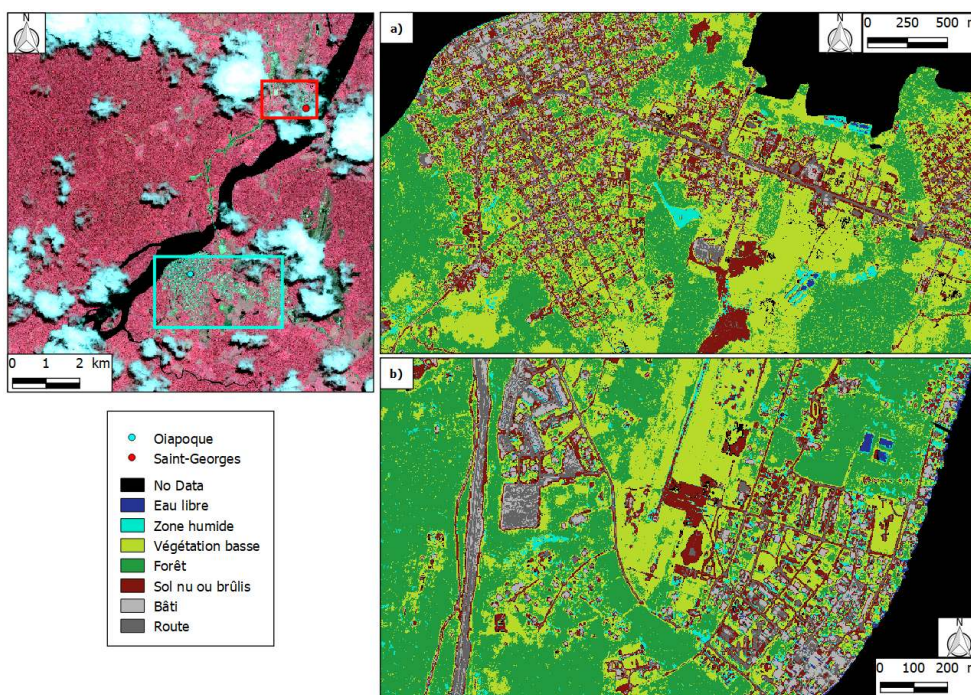 N
0 1 2 km
Oiapoque
Saint-Georges
No Data
Eau libre
Zone humide
Végétation basse
Forêt
Sol nu ou brûlis
Bâti
Route
a)
N
0 250 500 m
b)
N
0 100 200 m